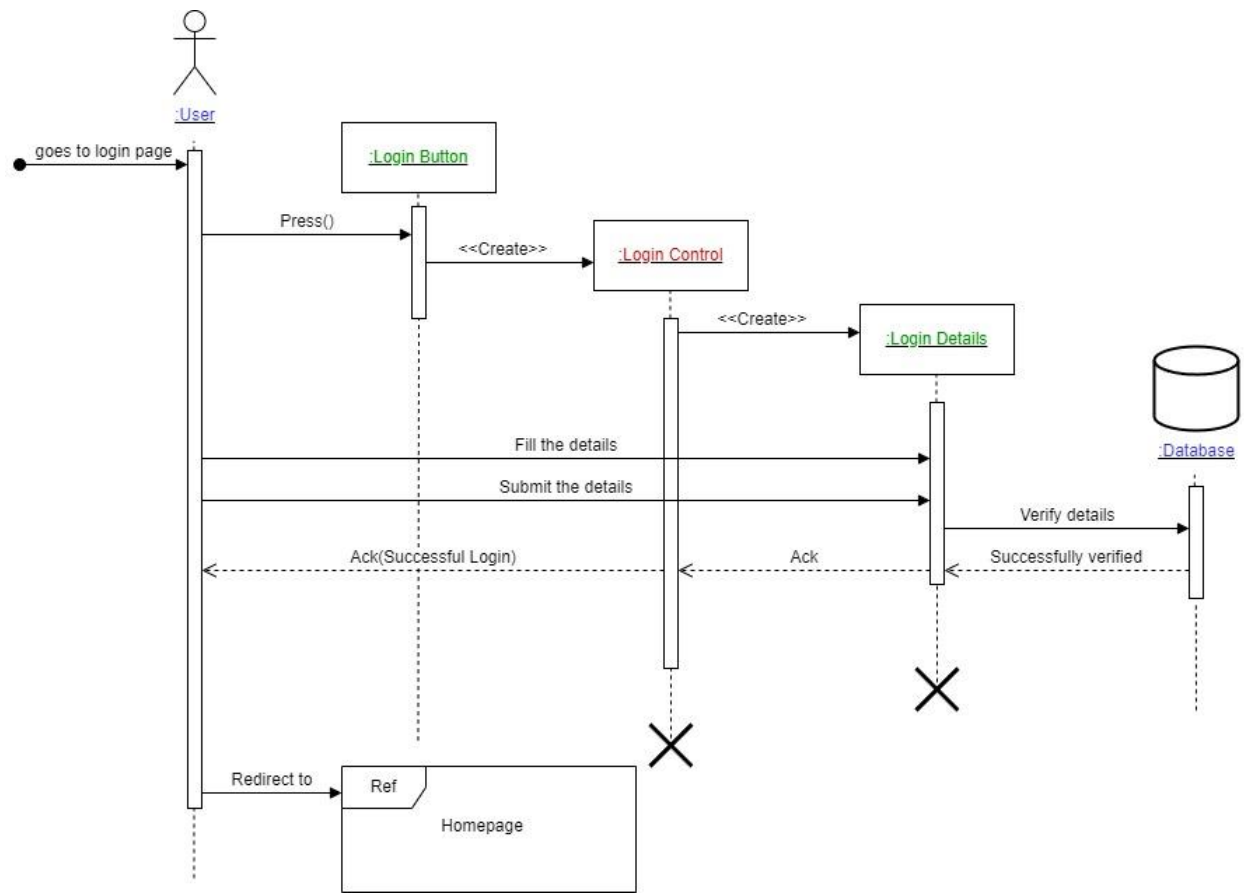 :User
goes to login page
:Login Button
Press()
<<Create>>
:Login Control
<<Create>>
:Login Details
:Database
Fill the details
Submit the details
Verify details
Ack(Successful Login)
Ack
Successfully verified
Redirect to
Ref
Homepage